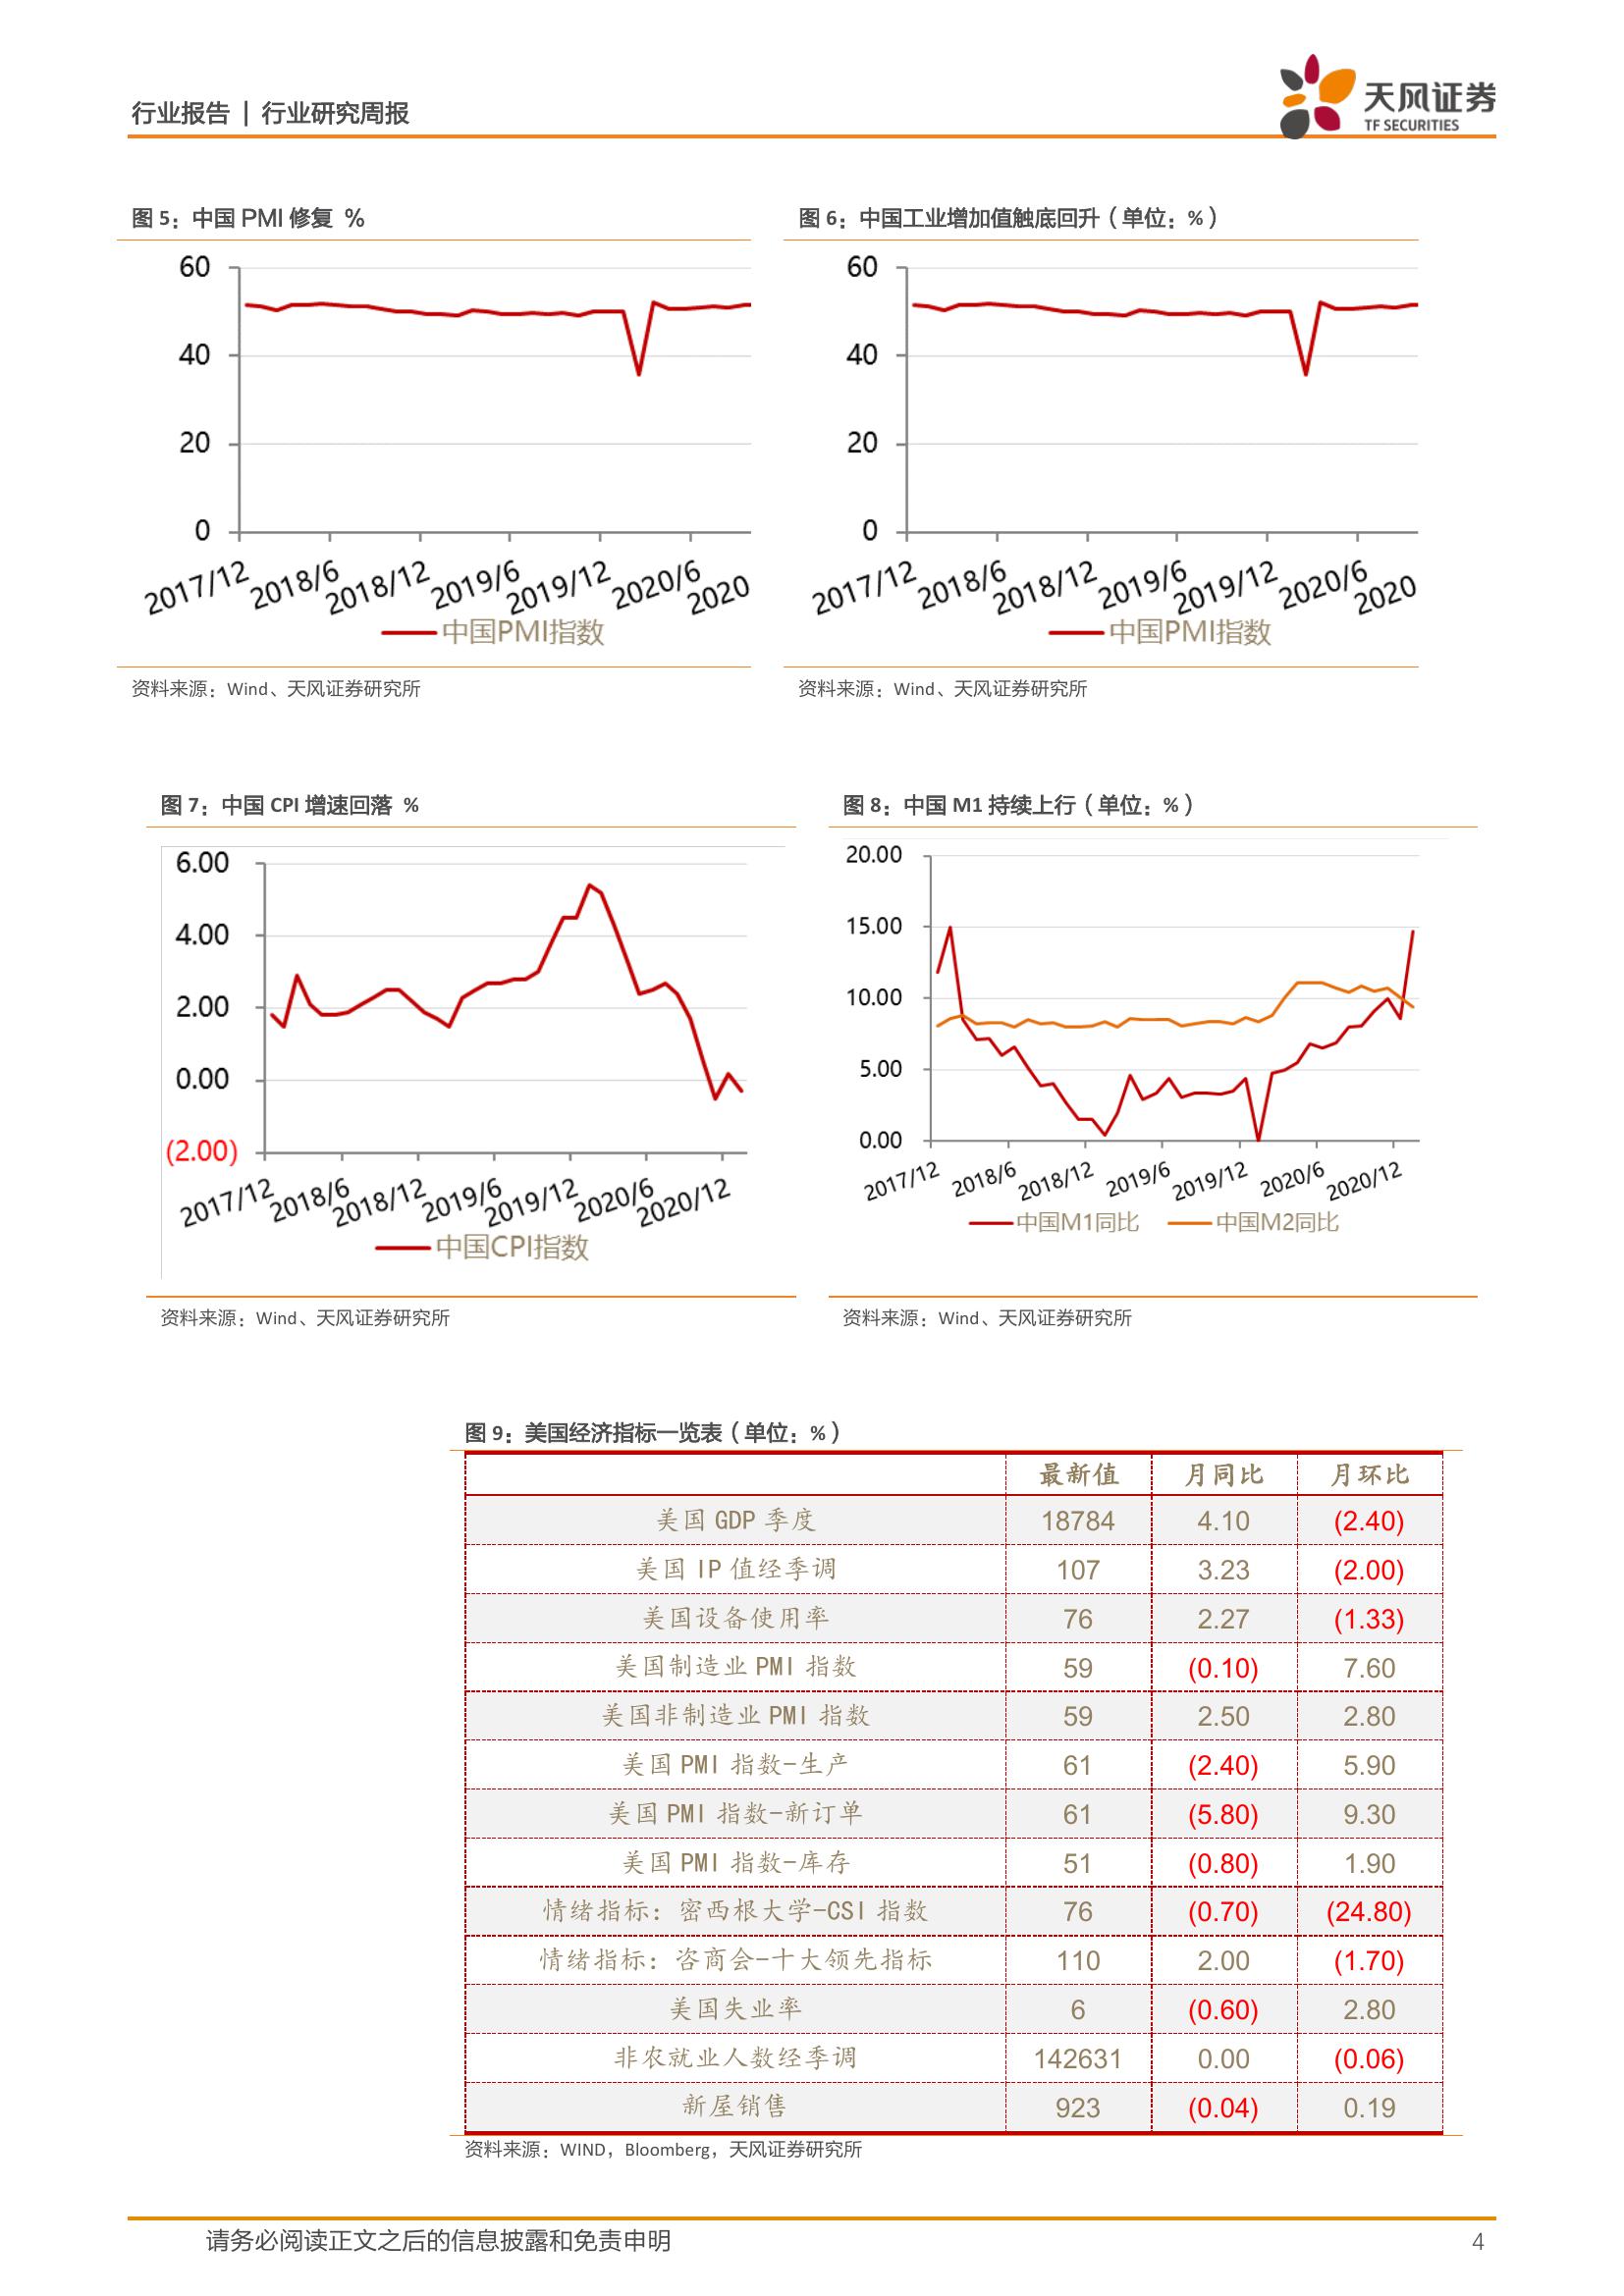 行业报告 | 行业研究周报
天风证券
TF SECURITIES
图 5：中国 PMI 修复 %
60
40
20
0
2017/12 2018/6 2018/12 2019/6 2019/12 2020/6 2020
中国PMI指数
资料来源：Wind、天风证券研究所
图 6：中国工业增加值触底回升（单位：%）
60
40
20
0
2017/12 2018/6 2018/12 2019/6 2019/12 2020/6 2020
中国PMI指数
资料来源：Wind、天风证券研究所
图 7：中国 CPI 增速回落 %
6.00
4.00
2.00
0.00
(2.00)
2017/12 2018/6 2018/12 2019/6 2019/12 2020/6 2020/12
中国CPI指数
资料来源：Wind、天风证券研究所
图 8：中国 M1 持续上行（单位：%）
20.00
15.00
10.00
5.00
0.00
2017/12 2018/6 2018/12 2019/6 2019/12 2020/6 2020/12
中国M1同比 中国M2同比
资料来源：Wind、天风证券研究所
图 9：美国经济指标一览表（单位：%）
最新值 月同比 月环比
美国 GDP 季度 18784 4.10 (2.40)
美国 IP 值经季调 107 3.23 (2.00)
美国设备使用率 76 2.27 (1.33)
美国制造业 PMI 指数 59 (0.10) 7.60
美国非制造业 PMI 指数 59 2.50 2.80
美国 PMI 指数-生产 61 (2.40) 5.90
美国 PMI 指数-新订单 61 (5.80) 9.30
美国 PMI 指数-库存 51 (0.80) 1.90
情绪指标：密西根大学-CSI 指数 76 (0.70) (24.80)
情绪指标：咨商会-十大领先指标 110 2.00 (1.70)
美国失业率 6 (0.60) 2.80
非农就业人数经季调 142631 0.00 (0.06)
新屋销售 923 (0.04) 0.19
资料来源：WIND，Bloomberg，天风证券研究所
请务必阅读正文之后的信息披露和免责申明 4